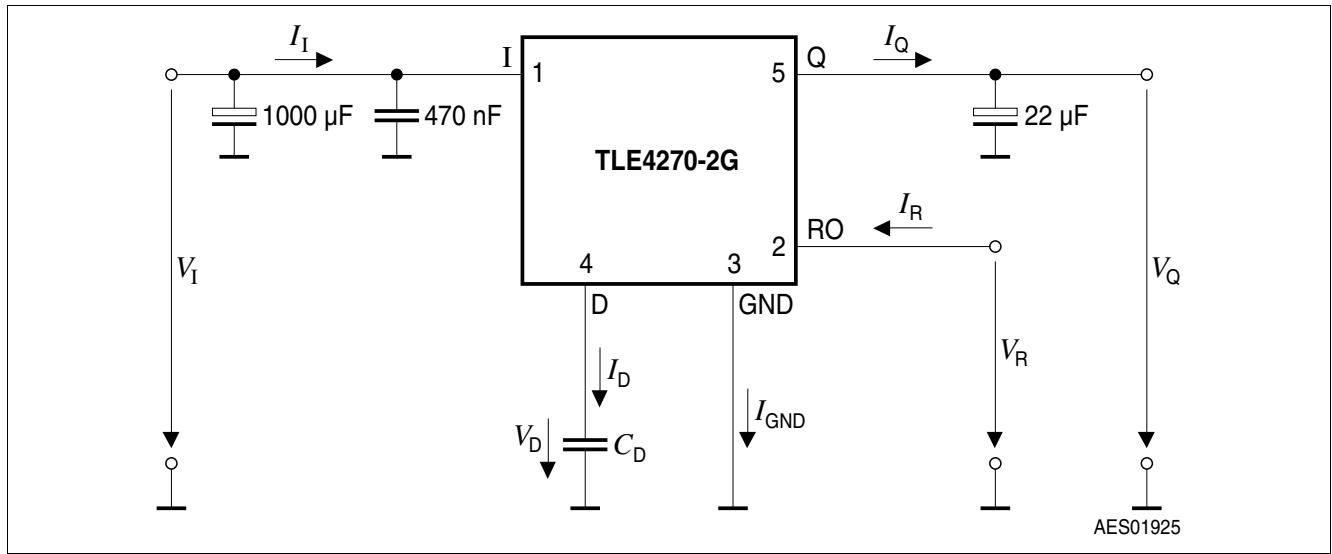 I_I
I
1
5
Q
I_Q
1000 µF
470 nF
22 µF
TLE4270-2G
I_R
RO
2
4
3
V_I
V_Q
D
GND
V_R
I_D
I_GND
V_D
C_D
AES01925